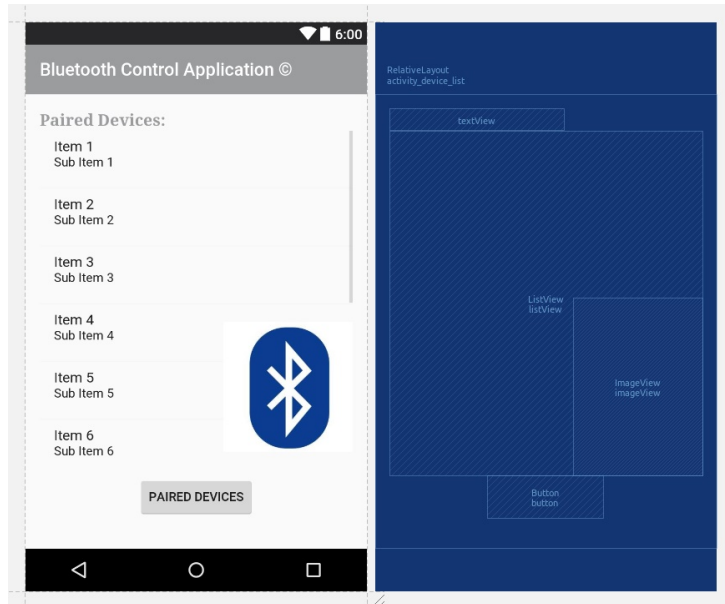 6:00
Bluetooth Control Application ©
Paired Devices:
Item 1
Sub Item 1
Item 2
Sub Item 2
Item 3
Sub Item 3
Item 4
Sub Item 4
Item 5
Sub Item 5
Item 6
Sub Item 6
PAIRED DEVICES
RelativeLayout
activity_device_list
textView
ListView
listView
ImageView
imageView
Button
button